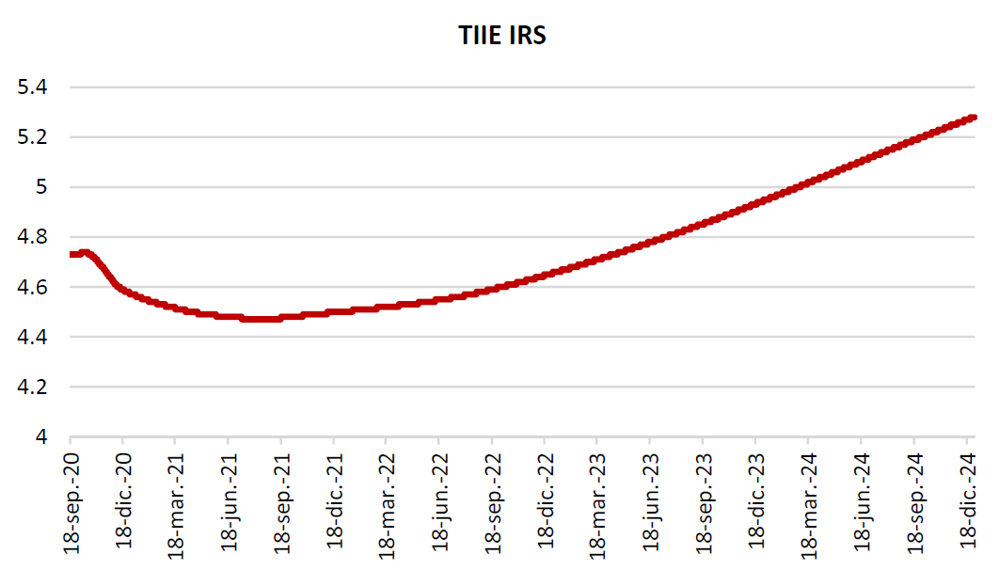 TIIE IRS
5.4
5.2
5
4.8
4.6
4.4
4.2
4
18-sep.-20
18-dic.-20
18-mar.-21
18-jun.-21
18-sep.-21
18-dic.-21
18-mar.-22
18-jun.-22
18-sep.-22
18-dic.-22
18-mar.-23
18-jun.-23
18-sep.-23
18-dic.-23
18-mar.-24
18-jun.-24
18-sep.-24
18-dic.-24